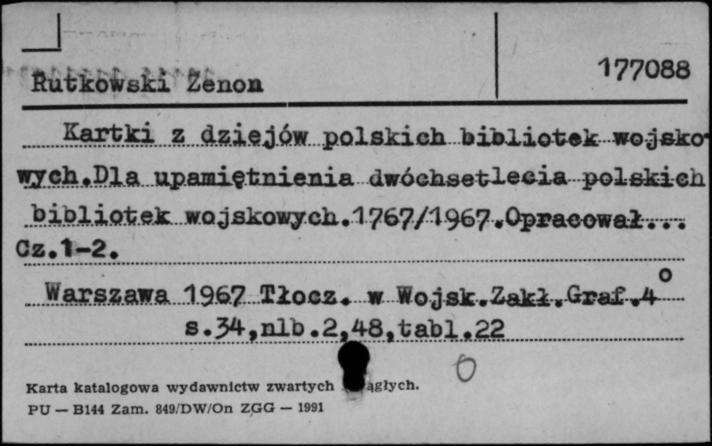 177088
Rutkowski Zenon
Kartki z dziejów polskich bibliotek wojsko-
wych.Dla upamiętnienia dwóchsetlecia polskich
bibliotek wojskowych.1767/1967.Opracował...
Cz.1-2.
Warszawa 1967 Tłocz. w Wojsk.Zakł.Graf.4°
s.34,nlb.2,48,tabl.22
0
Karta katalogowa wydawnictw zwartych
PU — B144 Zam. 849/DW/On ZGG — 1991